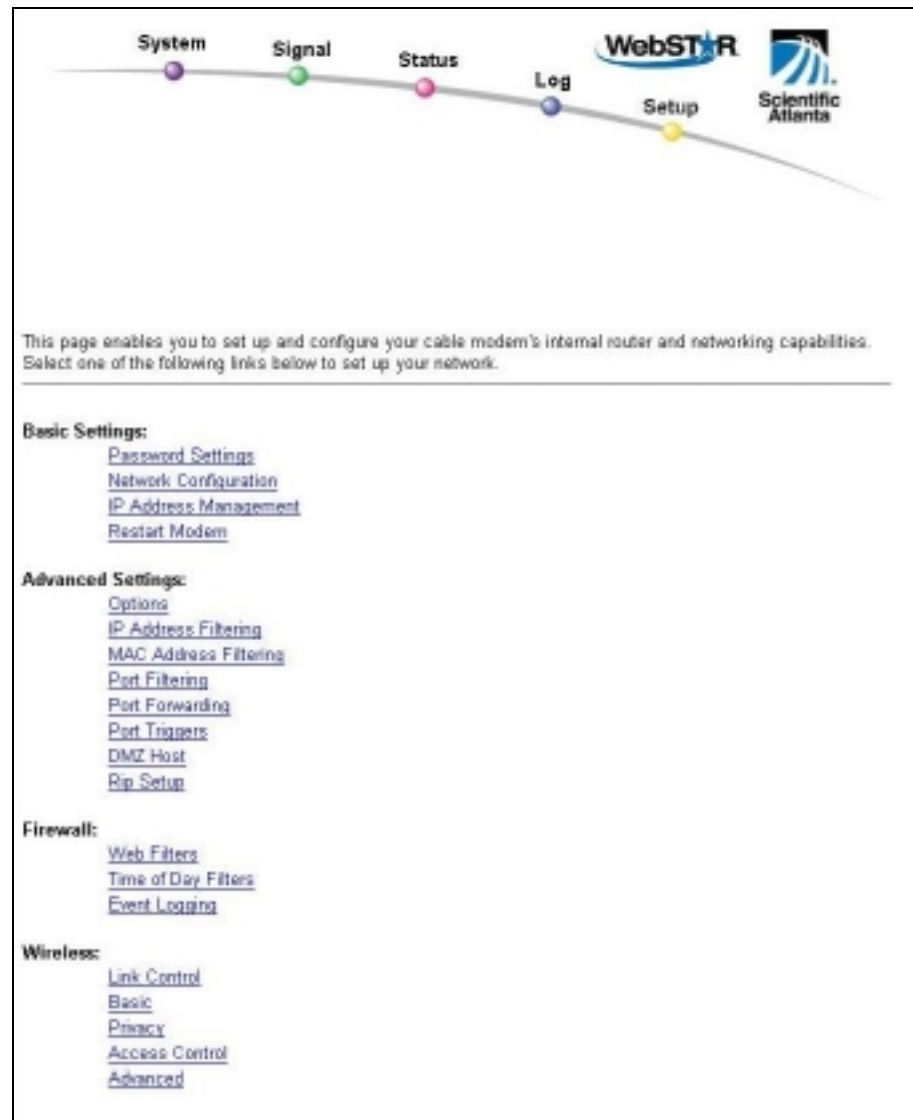 System
Signal
Status
Log
Setup
WebSTAR
Scientific
Atlanta
This page enables you to set up and configure your cable modem's internal router and networking capabilities.
Select one of the following links below to set up your network.
Basic Settings:
Password Settings
Network Configuration
IP Address Management
Restart Modem
Advanced Settings:
Options
IP Address Filtering
MAC Address Filtering
Port Filtering
Port Forwarding
Port Triggers
DMZ Host
Rip Setup
Firewall:
Web Filters
Time of Day Filters
Event Logging
Wireless:
Link Control
Basic
Privacy
Access Control
Advanced